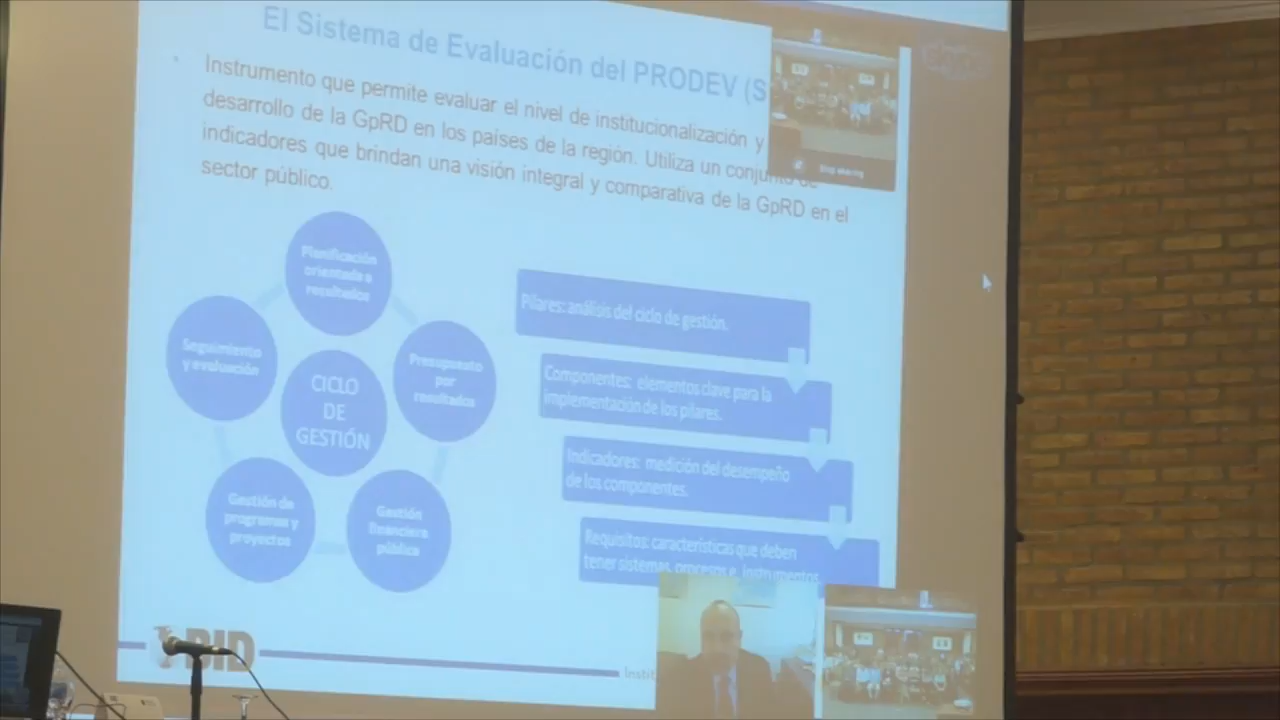 El Sistema de Evaluación del PRODEV (S
Instrumento que permite evaluar el nivel de institucionalización y
desarrollo de la GpRD en los países de la región. Utiliza un conjunto de
indicadores que brindan una visión integral y comparativa de la GpRD en el
sector público.
Planificación
orientada a
resultados
Seguimiento
y evaluación
Presupuesto
por
resultados
CICLO
DE
GESTIÓN
Gestión de
programas y
proyectos
Gestión
financiera
pública
Pilares: análisis del ciclo de gestión.
Componentes: elementos clave para la
implementación de los pilares.
Indicadores: medición del desempeño
de los componentes.
Requisitos: características que deben
tener sistemas, procesos e instrumentos
Stop sharing
BID
Instit